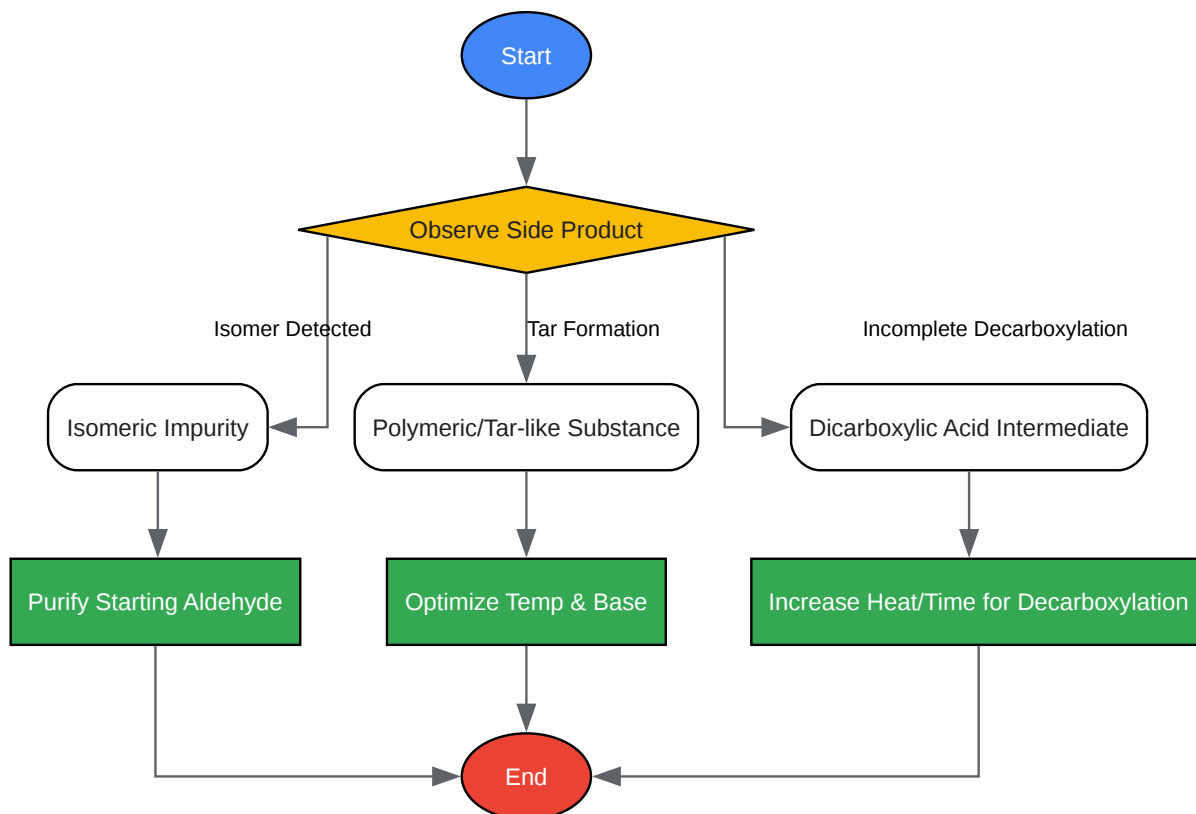 Start
Observe Side Product
Isomer Detected
Tar Formation
Incomplete Decarboxylation
Isomeric Impurity
Polymeric/Tar-like Substance
Dicarboxylic Acid Intermediate
Purify Starting Aldehyde
Optimize Temp & Base
Increase Heat/Time for Decarboxylation
End